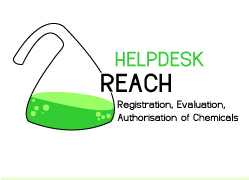 HELPDESK
REACH
Registration, Evaluation,
Authorisation of Chemicals